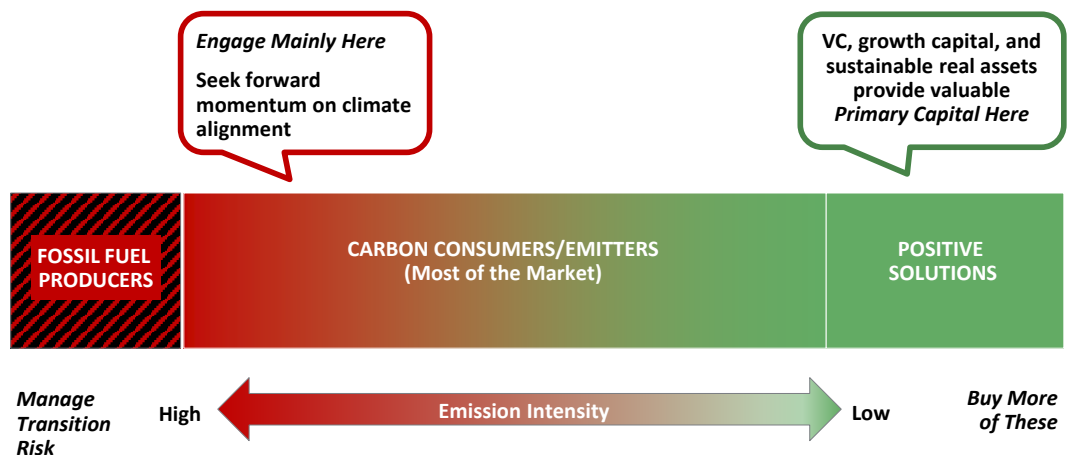 Engage Mainly Here
Seek forward
momentum on climate
alignment
VC, growth capital, and
sustainable real assets
provide valuable
Primary Capital Here
FOSSIL FUEL
PRODUCERS
CARBON CONSUMERS/EMITTERS
(Most of the Market)
POSITIVE
SOLUTIONS
Manage
Transition
Risk
High
Emission Intensity
Low
Buy More
of These